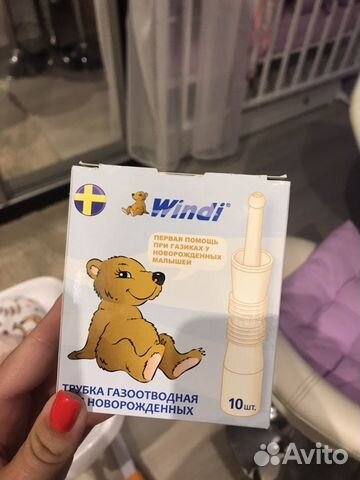 Windi®
ПЕРВАЯ ПОМОЩЬ
ПРИ ГАЗИКАХ У
НОВОРОЖДЕННЫХ
МАЛЫШЕЙ
ТРУБКА ГАЗООТВОДНАЯ
НОВОРОЖДЕННЫХ
10 шт.
Avito